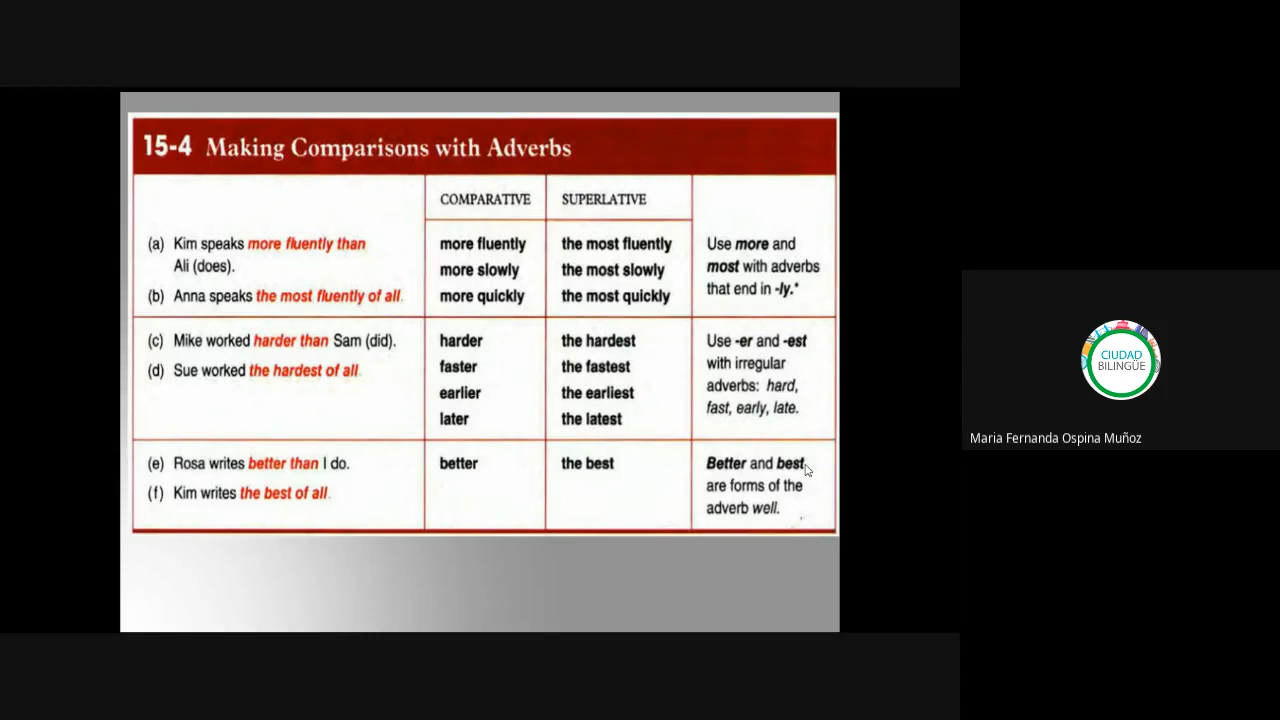 15-4 Making Comparisons with Adverbs
COMPARATIVE
SUPERLATIVE
(a) Kim speaks more fluently than
Ali (does).
(b) Anna speaks the most fluently of all.
more fluently
more slowly
more quickly
the most fluently
the most slowly
the most quickly
Use more and
most with adverbs
that end in -ly.*
(c) Mike worked harder than Sam (did).
(d) Sue worked the hardest of all.
harder
faster
earlier
later
the hardest
the fastest
the earliest
the latest
Use -er and -est
with irregular
adverbs: hard,
fast, early, late.
(e) Rosa writes better than I do.
(f) Kim writes the best of all.
better
the best
Better and best
are forms of the
adverb well.
CIUDAD
BILINGÜE
Maria Fernanda Ospina Muñoz